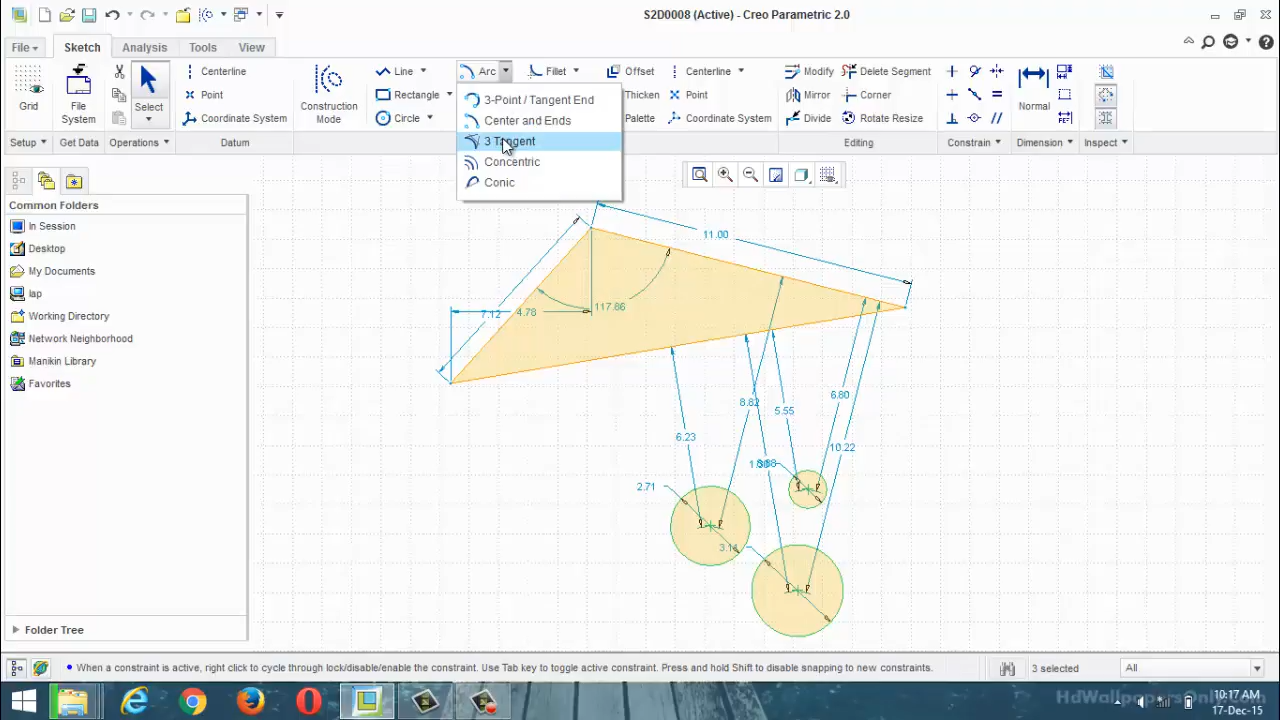 S2D0008 (Active) - Creo Parametric 2.0
File Sketch Analysis Tools View
Grid
File System
Select
Centerline
Point
Coordinate System
Construction Mode
Line
Rectangle
Circle
Arc
Fillet
Offset
Thicken
Palette
Centerline
Point
Coordinate System
Modify
Mirror
Divide
Delete Segment
Corner
Rotate Resize
Normal
3-Point / Tangent End
Center and Ends
3 Tangent
Concentric
Conic
Setup Get Data Operations Datum Editing Constrain Dimension Inspect
Common Folders
In Session
Desktop
My Documents
lap
Working Directory
Network Neighborhood
Manikin Library
Favorites
Folder Tree
11.00
7.12
4.78
117.86
8.82
5.55
6.80
6.23
10.22
2.71
3.14
When a constraint is active, right click to cycle through lock/disable/enable the constraint. Use Tab key to toggle active constraint. Press and hold Shift to disable snapping to new constraints.
3 selected
All
HdWallpapersonly.com
10:17 AM
17-Dec-15